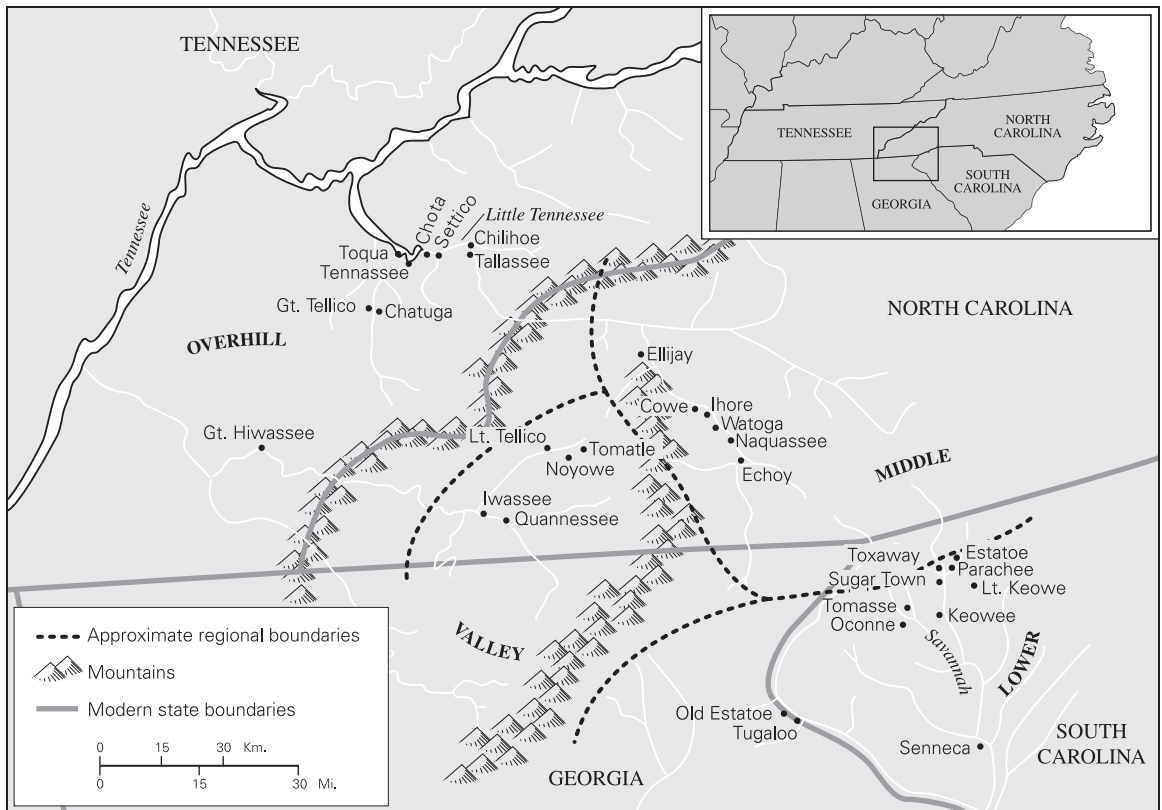 TENNESSEE
TENNESSEE
NORTH
CAROLINA
SOUTH
CAROLINA
GEORGIA
Tennessee
Chota
Settico
Little Tennessee
Chilihoe
Toqua
Tennassee
Tallassee
Gt. Tellico
Chatuga
NORTH CAROLINA
OVERHILL
Ellijay
Cowe
Ihore
Watoga
Gt. Hiwassee
Lt. Tellico
Tomatle
Naquassee
Noyowe
Echoy
MIDDLE
Iwassee
Quannessee
Toxaway
Estatoe
Parachee
Sugar Town
Lt. Keowe
Tomasse
Keowee
Oconne
VALLEY
Savannah
LOWER
Old Estatoe
Tugaloo
Senneca
SOUTH
CAROLINA
GEORGIA
Approximate regional boundaries
Mountains
Modern state boundaries
0 15 30 Km.
0 15 30 Mi.